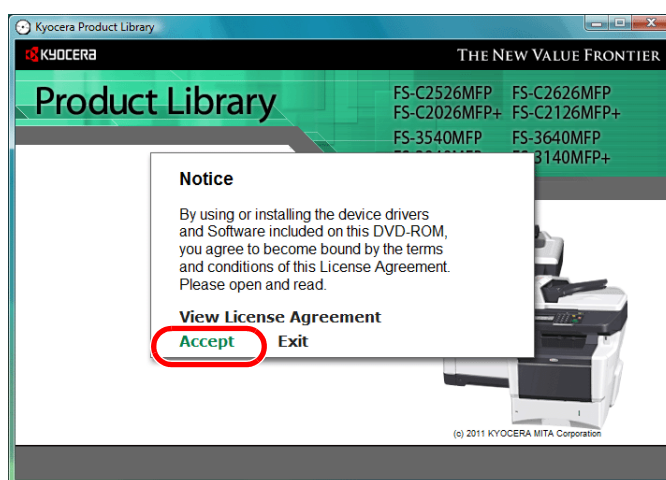 Kyocera Product Library
KYOCERA
THE NEW VALUE FRONTIER
Product Library
FS-C2526MFP FS-C2626MFP
FS-C2026MFP+ FS-C2126MFP+
FS-3540MFP FS-3640MFP
3140MFP+
Notice
By using or installing the device drivers
and Software included on this DVD-ROM,
you agree to become bound by the terms
and conditions of this License Agreement.
Please open and read.
View License Agreement
Accept Exit
(c) 2011 KYOCERA MITA Corporation